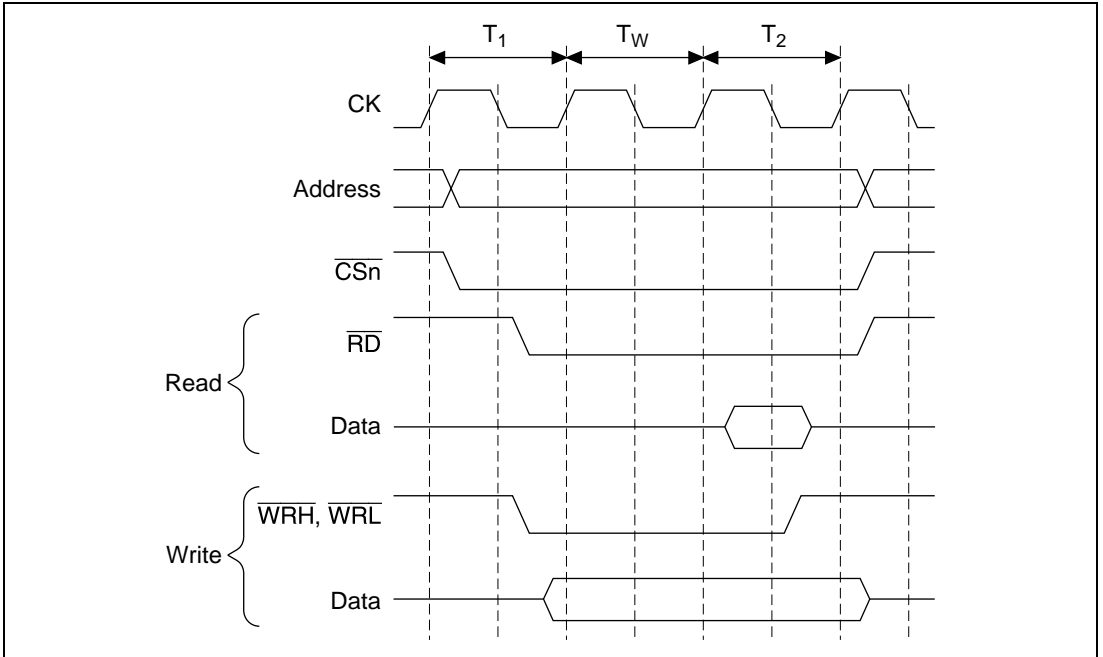 T1 TW T2
CK
Address
CSn
RD
Read
Data
WRH, WRL
Write
Data